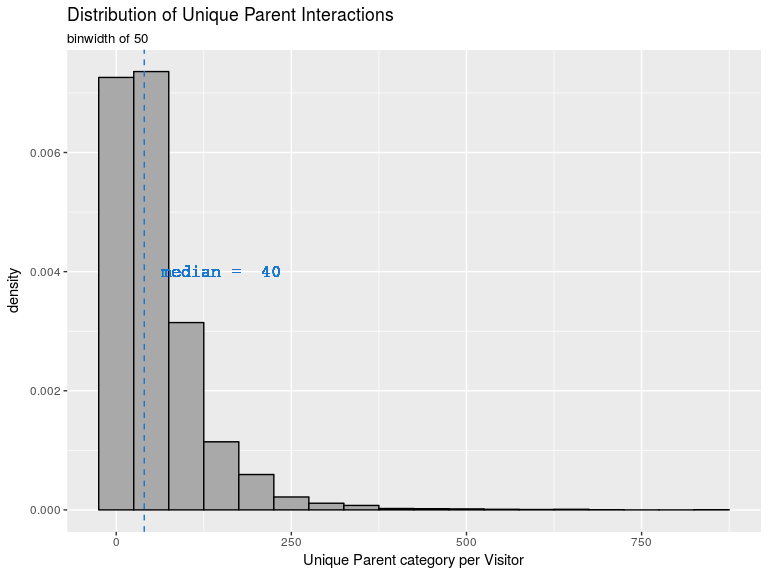 Distribution of Unique Parent Interactions
binwidth of 50
0.006
0.004
0.002
0.000
density
median =  40
0
250
500
750
Unique Parent category per Visitor